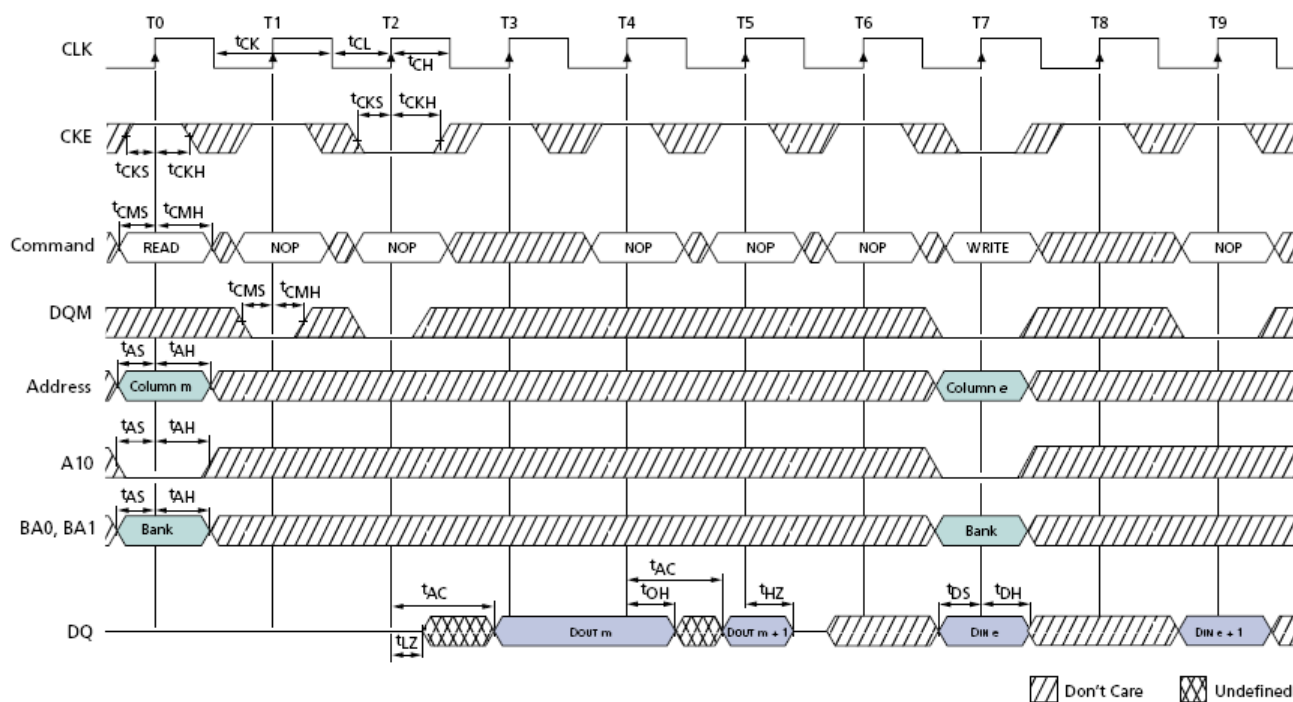 T0 T1 T2 T3 T4 T5 T6 T7 T8 T9
CLK
tCK tCL
tCH
tCKS tCKH
CKE
tCKS tCKH
tCMS tCMH
Command READ NOP NOP NOP NOP NOP WRITE NOP
tCMS tCMH
DQM
tAS tAH
Address Column m Column e
tAS tAH
A10
tAS tAH
BA0, BA1 Bank Bank
tAC tAC
tOH tHZ tDS tDH
DQ DOUT m DOUT m + 1 DIN e DIN e + 1
tLZ
Don't Care Undefined